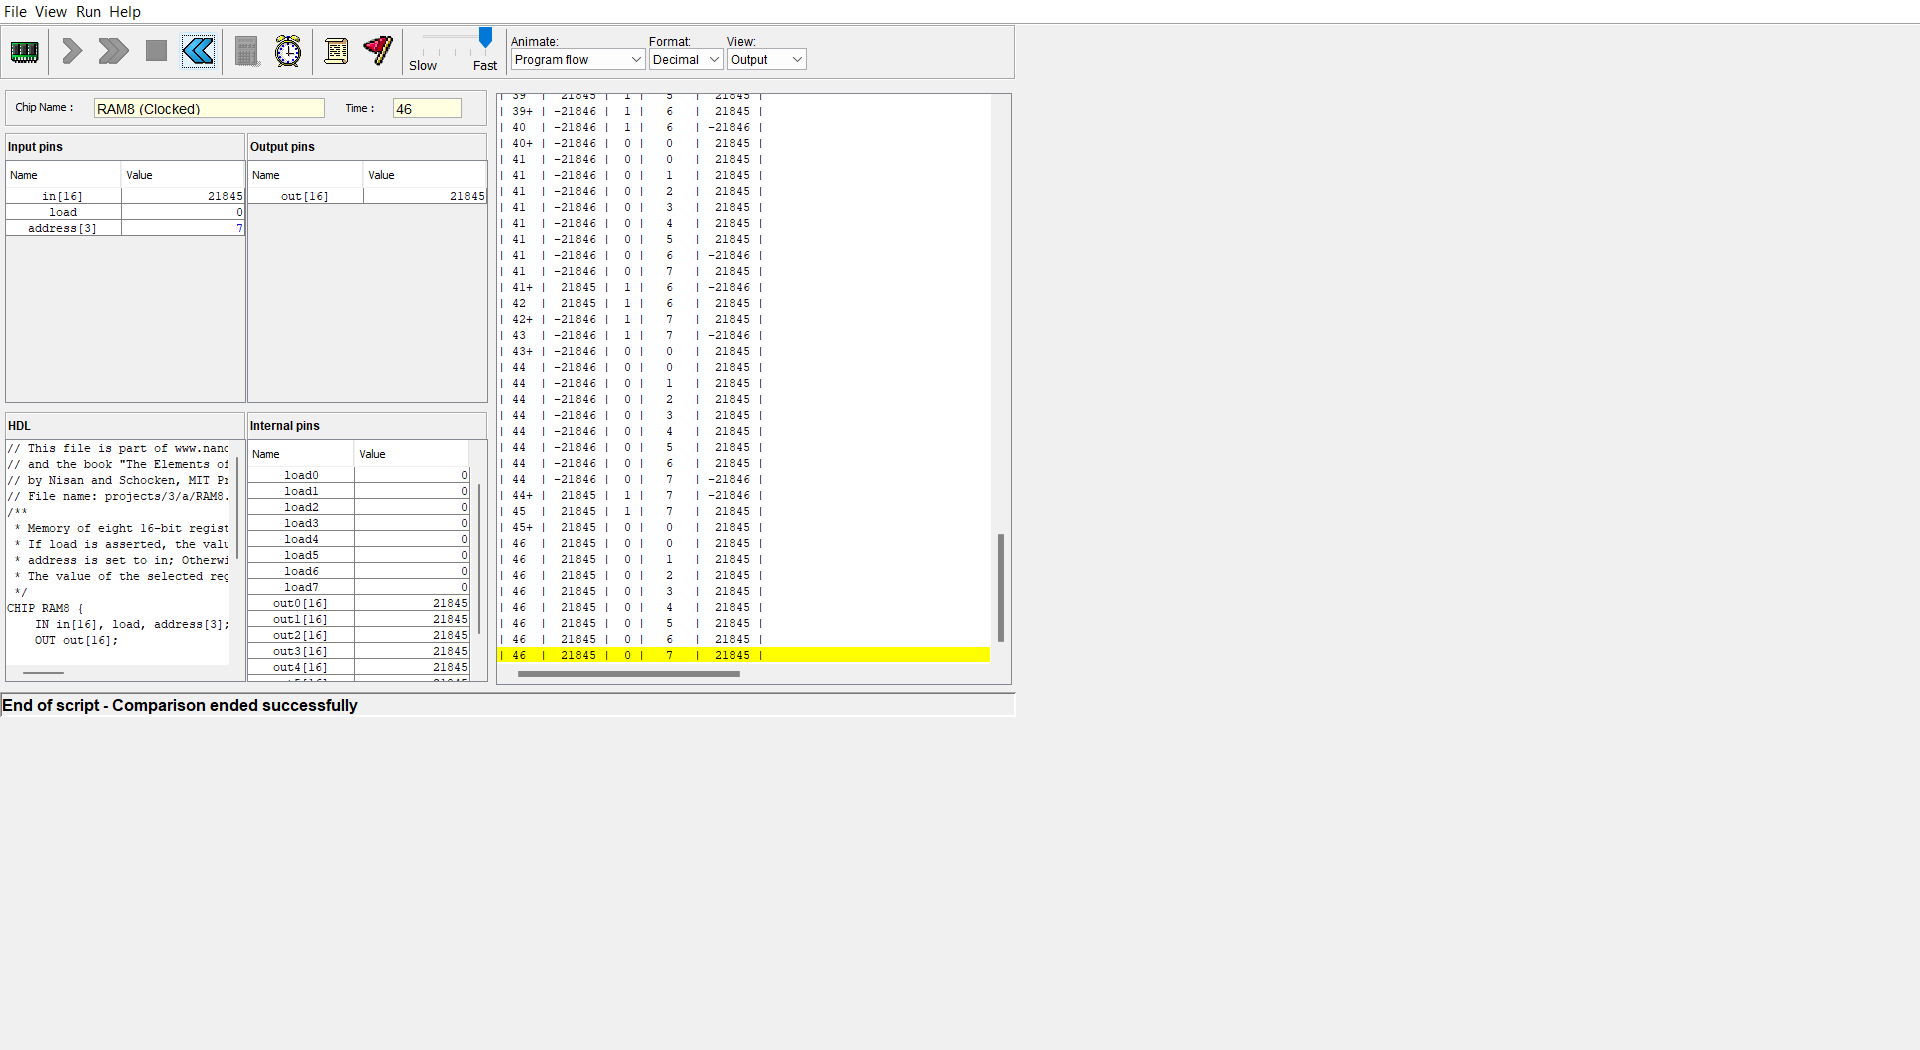 File View Run Help
Slow Fast
Animate: Format: View:
Program flow Decimal Output
Chip Name : RAM8 (Clocked) Time : 46
Input pins
Name Value
in[16] 21845
load 0
address[3] 7
Output pins
Name Value
out[16] 21845
HDL
// This file is part of www.nand
// and the book "The Elements of
// by Nisan and Schocken, MIT Pr
// File name: projects/3/a/RAM8.
/**
* Memory of eight 16-bit regist
* If load is asserted, the valu
* address is set to in; Otherwi
* The value of the selected reg
*/
CHIP RAM8 {
IN in[16], load, address[3];
OUT out[16];
Internal pins
Name Value
load0 0
load1 0
load2 0
load3 0
load4 0
load5 0
load6 0
load7 0
out0[16] 21845
out1[16] 21845
out2[16] 21845
out3[16] 21845
out4[16] 21845
| 39 | 21845 | 1 | 5 | 21845 |
| 39+ | -21846 | 1 | 6 | 21845 |
| 40 | -21846 | 1 | 6 | -21846 |
| 40+ | -21846 | 0 | 0 | 21845 |
| 41 | -21846 | 0 | 0 | 21845 |
| 41 | -21846 | 0 | 1 | 21845 |
| 41 | -21846 | 0 | 2 | 21845 |
| 41 | -21846 | 0 | 3 | 21845 |
| 41 | -21846 | 0 | 4 | 21845 |
| 41 | -21846 | 0 | 5 | 21845 |
| 41 | -21846 | 0 | 6 | -21846 |
| 41 | -21846 | 0 | 7 | 21845 |
| 41+ | 21845 | 1 | 6 | -21846 |
| 42 | 21845 | 1 | 6 | 21845 |
| 42+ | -21846 | 1 | 7 | 21845 |
| 43 | -21846 | 1 | 7 | -21846 |
| 43+ | -21846 | 0 | 0 | 21845 |
| 44 | -21846 | 0 | 0 | 21845 |
| 44 | -21846 | 0 | 1 | 21845 |
| 44 | -21846 | 0 | 2 | 21845 |
| 44 | -21846 | 0 | 3 | 21845 |
| 44 | -21846 | 0 | 4 | 21845 |
| 44 | -21846 | 0 | 5 | 21845 |
| 44 | -21846 | 0 | 6 | 21845 |
| 44 | -21846 | 0 | 7 | -21846 |
| 44+ | 21845 | 1 | 7 | -21846 |
| 45 | 21845 | 1 | 7 | 21845 |
| 45+ | 21845 | 0 | 0 | 21845 |
| 46 | 21845 | 0 | 0 | 21845 |
| 46 | 21845 | 0 | 1 | 21845 |
| 46 | 21845 | 0 | 2 | 21845 |
| 46 | 21845 | 0 | 3 | 21845 |
| 46 | 21845 | 0 | 4 | 21845 |
| 46 | 21845 | 0 | 5 | 21845 |
| 46 | 21845 | 0 | 6 | 21845 |
| 46 | 21845 | 0 | 7 | 21845 |
End of script - Comparison ended successfully